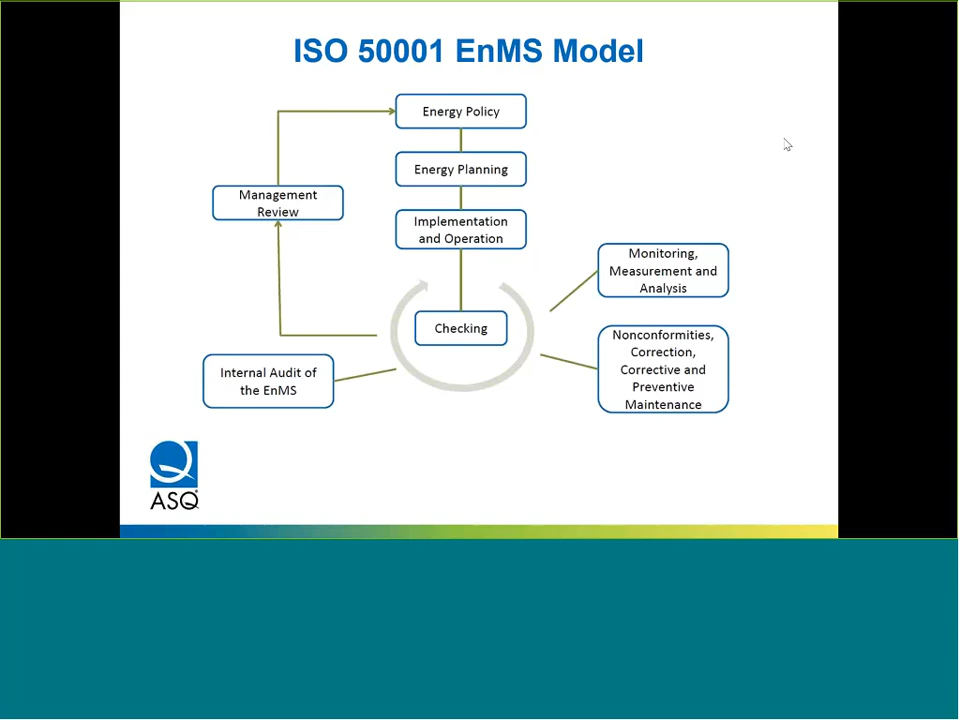 ISO 50001 EnMS Model
Energy Policy
Energy Planning
Management
Review
Implementation
and Operation
Monitoring,
Measurement and
Analysis
Checking
Nonconformities,
Correction,
Corrective and
Preventive
Maintenance
Internal Audit of
the EnMS
ASQ